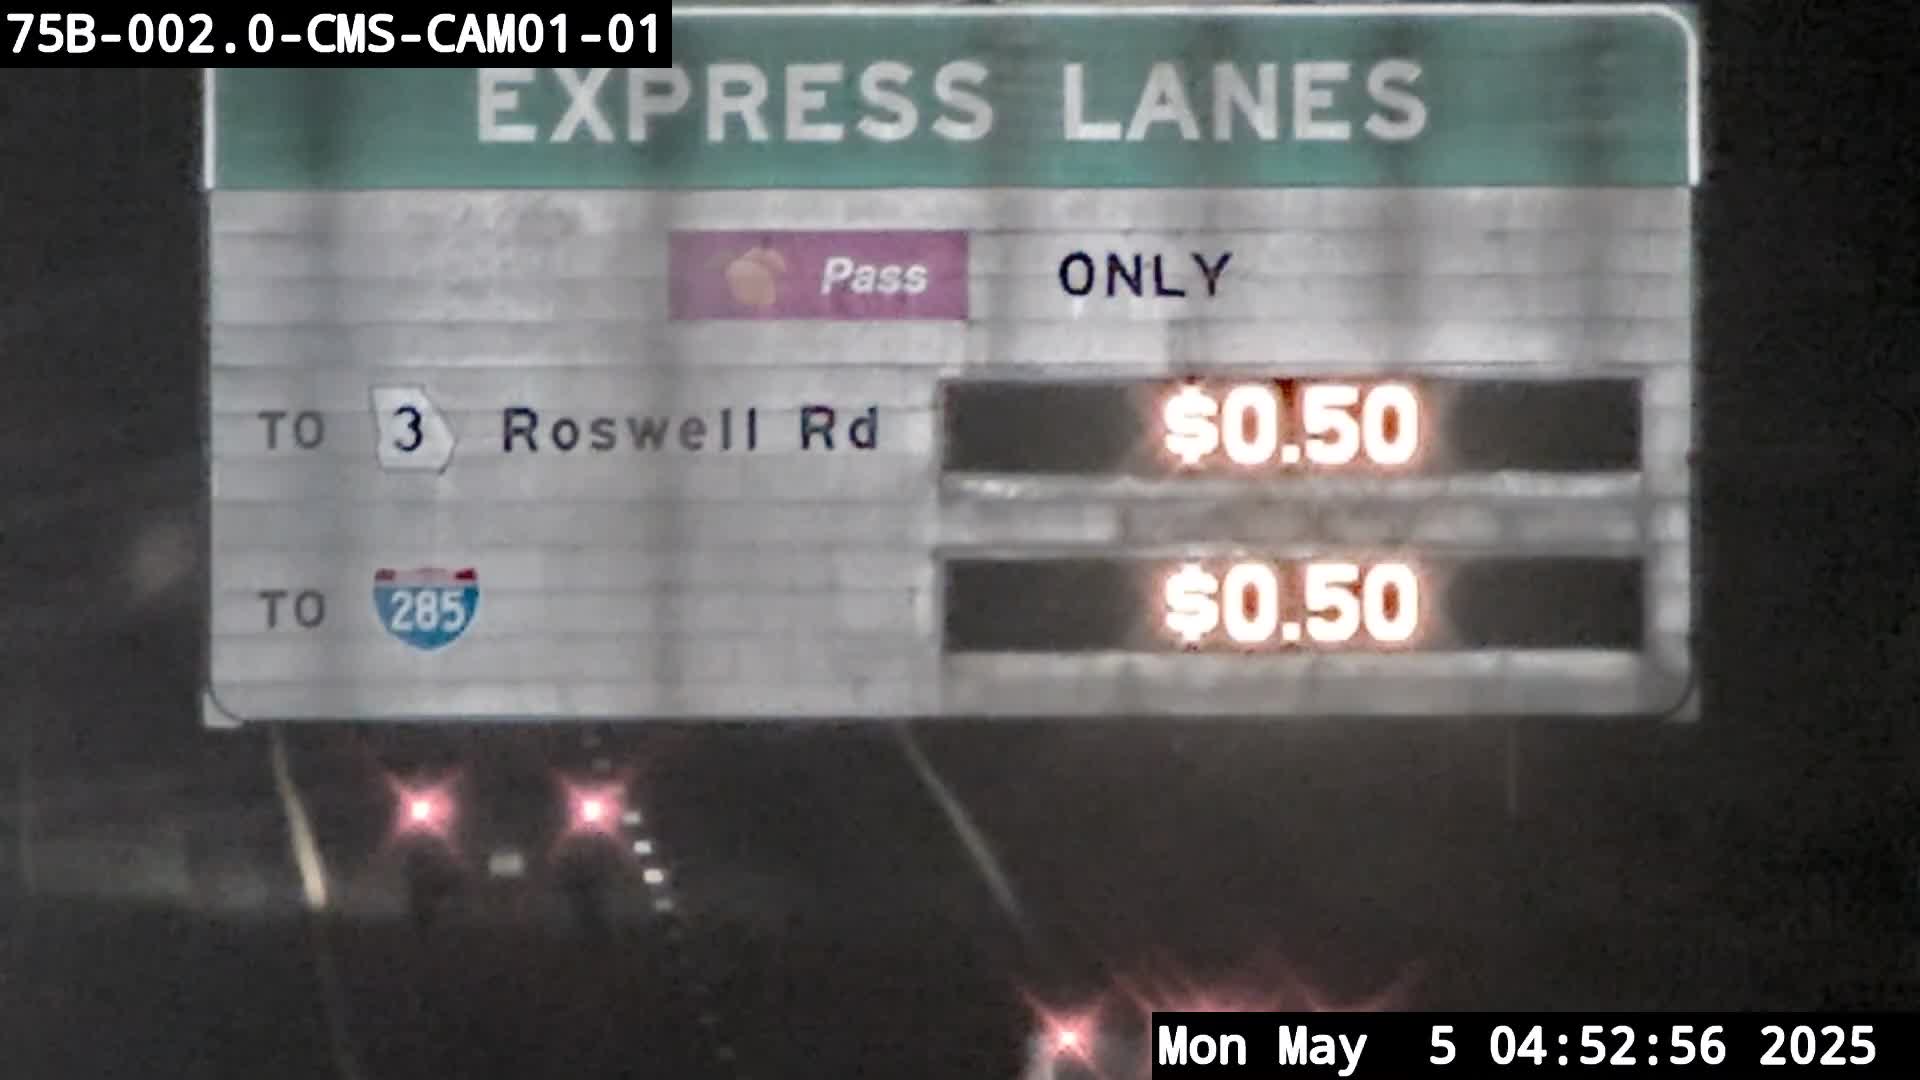 75B-002.0-CMS-CAM01-01
EXPRESS LANES
Pass ONLY
TO 3 Roswell Rd $0.50
TO 285 $0.50
Mon May 5 04:52:56 2025